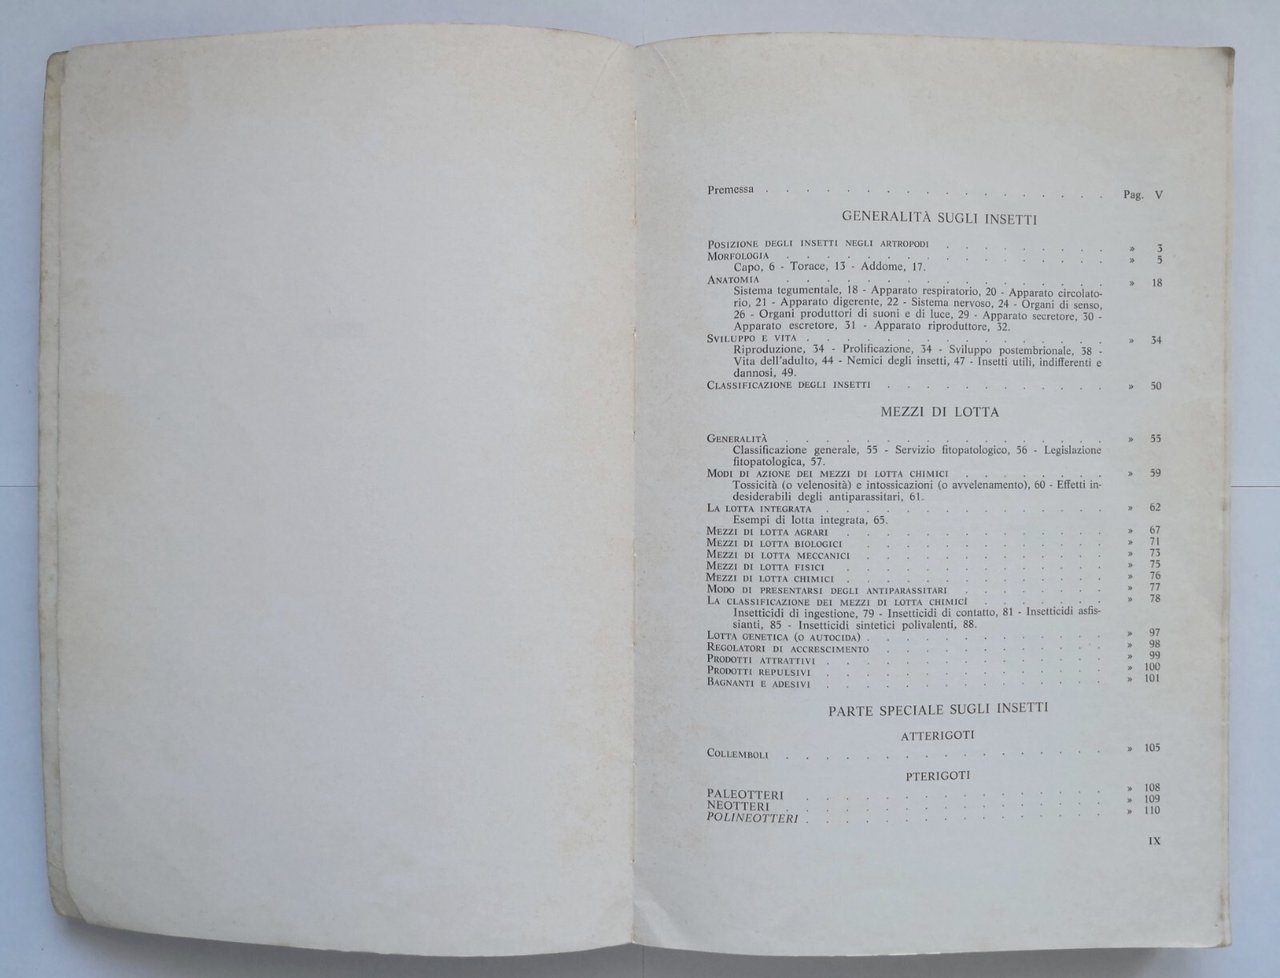 Premessa . . . . . . . . . . . . . . . . . . Pag. V
GENERALITÀ SUGLI INSETTI
POSIZIONE DEGLI INSETTI NEGLI ARTROPODI . . . . . . . . . » 3
MORFOLOGIA . . . . . . . . . . . . . . . . . » 5
Capo, 6 - Torace, 13 - Addome, 17.
ANATOMIA . . . . . . . . . . . . . . . . . » 18
Sistema tegumentale, 18 - Apparato respiratorio, 20 - Apparato circolato-
rio, 21 - Apparato digerente, 22 - Sistema nervoso, 24 - Organi di senso,
26 - Organi produttori di suoni e di luce, 29 - Apparato secretore, 30 -
Apparato escretore, 31 - Apparato riproduttore, 32.
SVILUPPO E VITA . . . . . . . . . . . . . . . » 34
Riproduzione, 34 - Prolificazione, 34 - Sviluppo postembrionale, 38 -
Vita dell'adulto, 44 - Nemici degli insetti, 47 - Insetti utili, indifferenti e
dannosi, 49.
CLASSIFICAZIONE DEGLI INSETTI . . . . . . . . . . . » 50
MEZZI DI LOTTA
GENERALITÀ . . . . . . . . . . . . . . . . . » 55
Classificazione generale, 55 - Servizio fitopatologico, 56 - Legislazione
fitopatologica, 57.
MODI DI AZIONE DEI MEZZI DI LOTTA CHIMICI . . . . . . . . » 59
Tossicità (o velenosità) e intossicazioni (o avvelenamento), 60 - Effetti in-
desiderabili degli antiparassitari, 61.
LA LOTTA INTEGRATA . . . . . . . . . . . . . . . » 62
Esempi di lotta integrata, 65.
MEZZI DI LOTTA AGRARI . . . . . . . . . . . . . . » 67
MEZZI DI LOTTA BIOLOGICI . . . . . . . . . . . . . » 71
MEZZI DI LOTTA MECCANICI . . . . . . . . . . . . . » 73
MEZZI DI LOTTA FISICI . . . . . . . . . . . . . . » 75
MEZZI DI LOTTA CHIMICI . . . . . . . . . . . . . . » 76
MODO DI PRESENTARSI DEGLI ANTIPARASSITARI . . . . . . . . » 77
LA CLASSIFICAZIONE DEI MEZZI DI LOTTA CHIMICI . . . . . . . » 78
Insetticidi di ingestione, 79 - Insetticidi di contatto, 81 - Insetticidi asfis-
sianti, 85 - Insetticidi sintetici polivalenti, 88.
LOTTA GENETICA (O AUTOCIDA) . . . . . . . . . . . . » 97
REGOLATORI DI ACCRESCIMENTO . . . . . . . . . . . » 98
PRODOTTI ATTRATTIVI . . . . . . . . . . . . . . . » 99
PRODOTTI REPULSIVI . . . . . . . . . . . . . . . » 100
BAGNANTI E ADESIVI . . . . . . . . . . . . . . . » 101
PARTE SPECIALE SUGLI INSETTI
ATTERIGOTI
COLLEMBOLI . . . . . . . . . . . . . . . . . » 105
PTERIGOTI
PALEOTTERI . . . . . . . . . . . . . . . . » 108
NEOTTERI . . . . . . . . . . . . . . . . . » 109
POLINEOTTERI . . . . . . . . . . . . . . . . » 110
IX